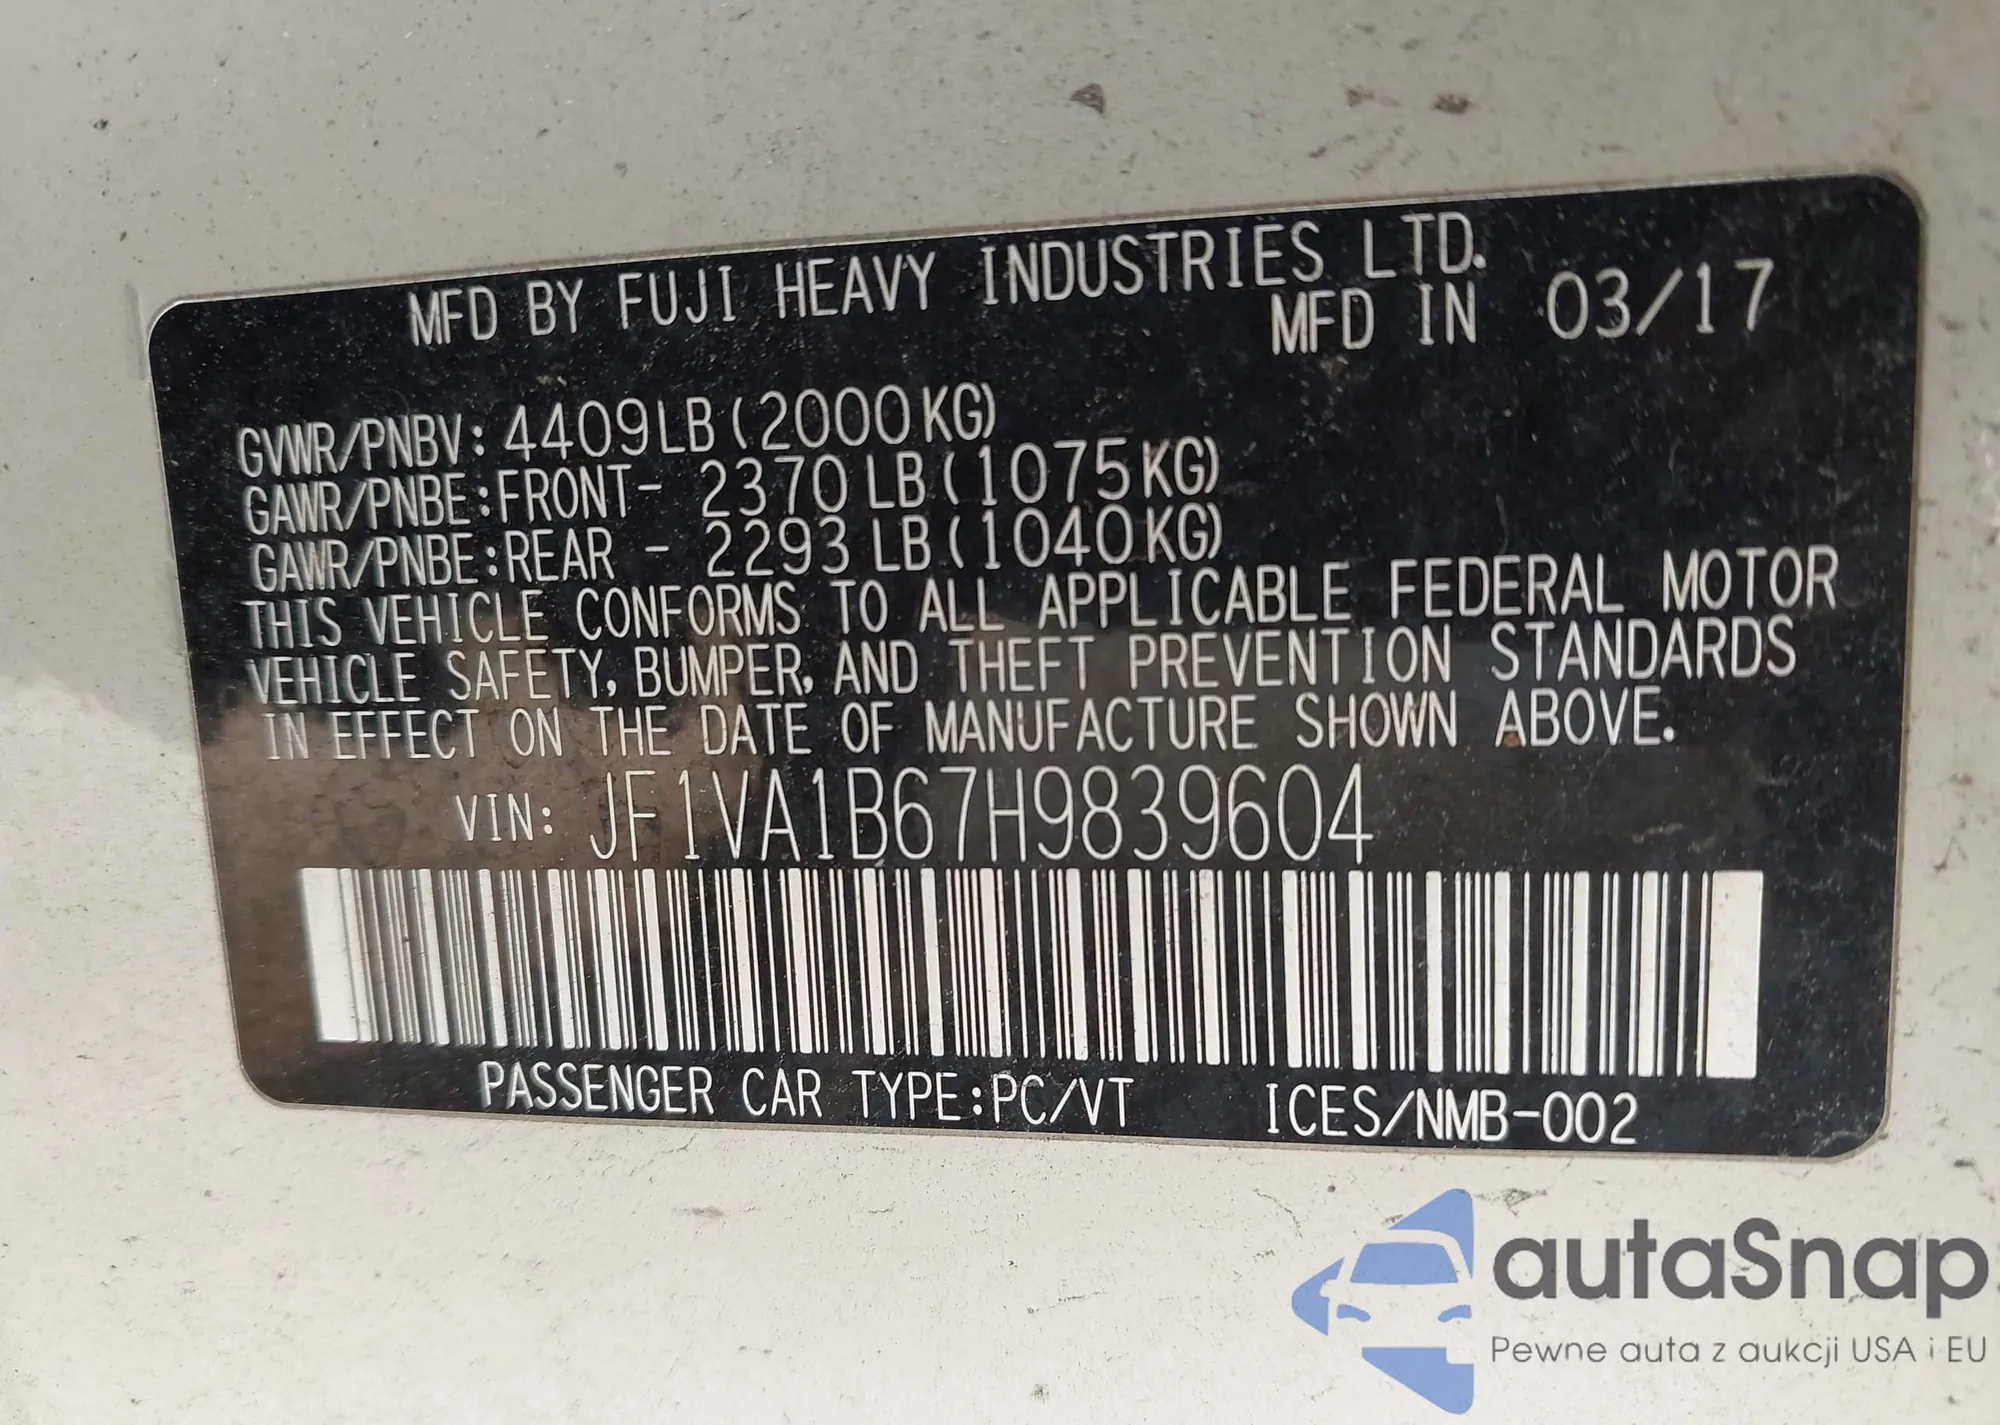 MFD BY FUJI HEAVY INDUSTRIES LTD.
MFD IN 03/17
GVWR/PNBV: 4409LB(2000KG)
GAWR/PNBE:FRONT- 2370LB(1075KG)
GAWR/PNBE:REAR - 2293LB(1040KG)
THIS VEHICLE CONFORMS TO ALL APPLICABLE FEDERAL MOTOR
VEHICLE SAFETY, BUMPER, AND THEFT PREVENTION STANDARDS
IN EFFECT ON THE DATE OF MANUFACTURE SHOWN ABOVE.
VIN: JF1VA1B67H9839604
PASSENGER CAR TYPE:PC/VT ICES/NMB-002
autaSnap
Pewne auta z aukcji USA i EU